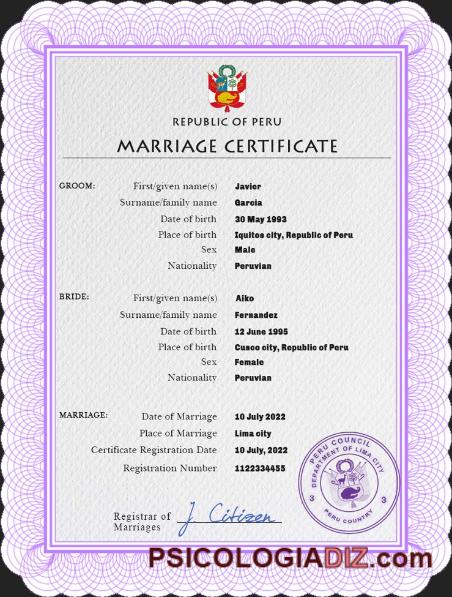 REPUBLIC OF PERU
MARRIAGE CERTIFICATE
GROOM: First/given name(s) Javier
Surname/family name Garcia
Date of birth 30 May 1993
Place of birth Iquitos city, Republic of Peru
Sex Male
Nationality Peruvian
BRIDE: First/given name(s) Aiko
Surname/family name Fernandez
Date of birth 12 June 1995
Place of birth Cusco city, Republic of Peru
Sex Female
Nationality Peruvian
MARRIAGE: Date of Marriage 10 July 2022
Place of Marriage Lima city
Certificate Registration Date 10 July, 2022
Registration Number 1122334455
PERU COUNCIL
DEPARTMENT OF LIMA CITY
3 3
PERU COUNTRY
Registrar of J. Citizen
Marriages
PSICOLOGIADIZ.com